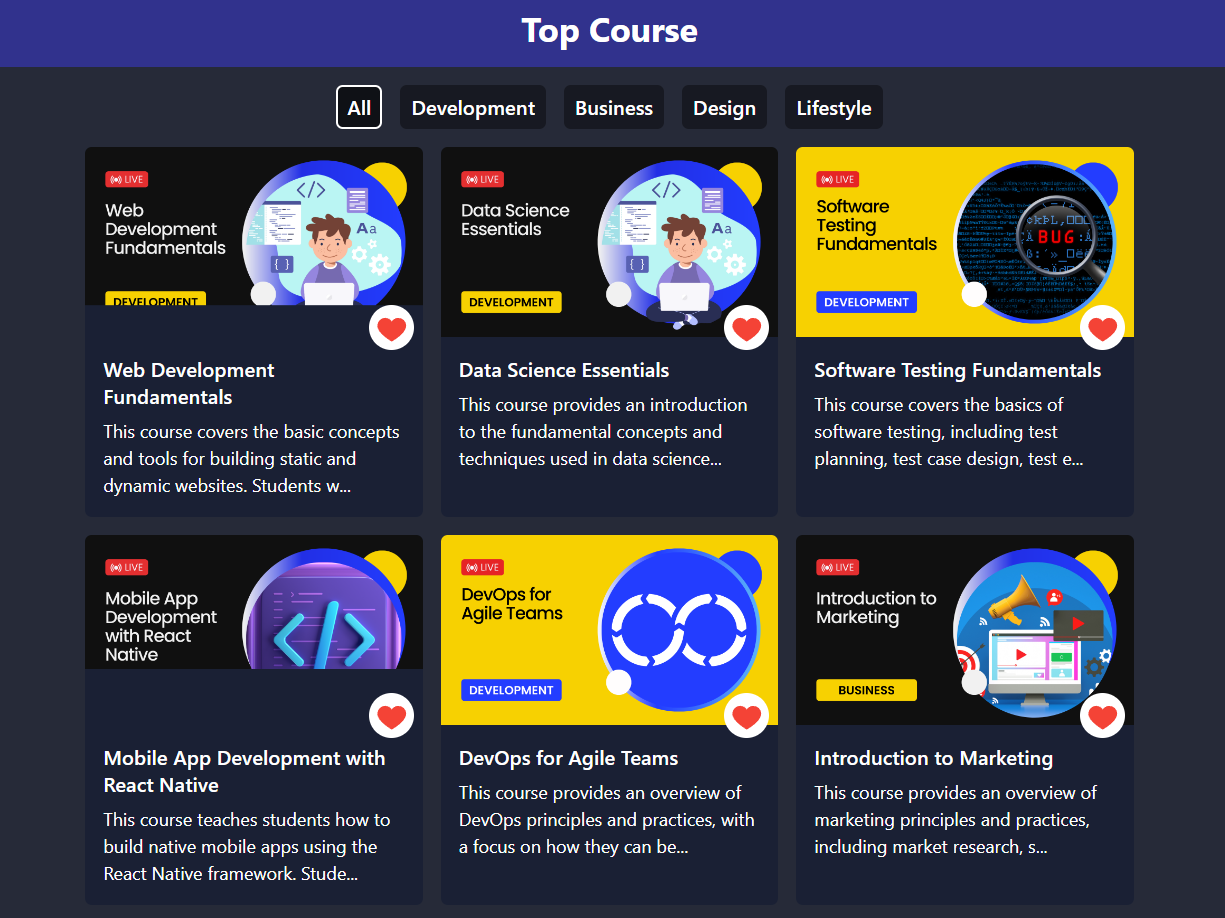 Top Course
All
Development
Business
Design
Lifestyle
LIVE
Web
Development
Fundamentals
DEVELOPMENT
Web Development
Fundamentals
This course covers the basic concepts
and tools for building static and
dynamic websites. Students w...
LIVE
Data Science
Essentials
DEVELOPMENT
Data Science Essentials
This course provides an introduction
to the fundamental concepts and
techniques used in data science...
LIVE
Software
Testing
Fundamentals
BUG
DEVELOPMENT
Software Testing Fundamentals
This course covers the basics of
software testing, including test
planning, test case design, test e...
LIVE
Mobile App
Development
with React
Native
Mobile App Development with
React Native
This course teaches students how to
build native mobile apps using the
React Native framework. Stude...
LIVE
DevOps for
Agile Teams
DEVELOPMENT
DevOps for Agile Teams
This course provides an overview of
DevOps principles and practices, with
a focus on how they can be...
LIVE
Introduction to
Marketing
BUSINESS
Introduction to Marketing
This course provides an overview of
marketing principles and practices,
including market research, s...